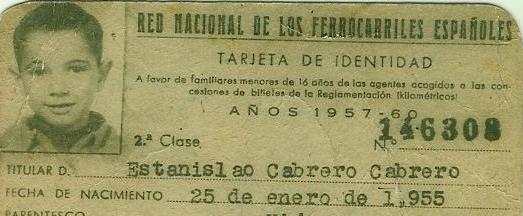 RED NACIONAL DE LOS FERROCARRILES ESPAÑOLES
TARJETA DE IDENTIDAD
A favor de familiares menores de 16 años de los agentes acogidos a las con-
cesiones de billetes de la Reglamentación (kilométricos)
AÑOS 1957-60
2.ª Clase Nº 146308
TITULAR D. Estanislao Cabrero Cabrero
FECHA DE NACIMIENTO 25 de enero de 1,955
PARENTESCO